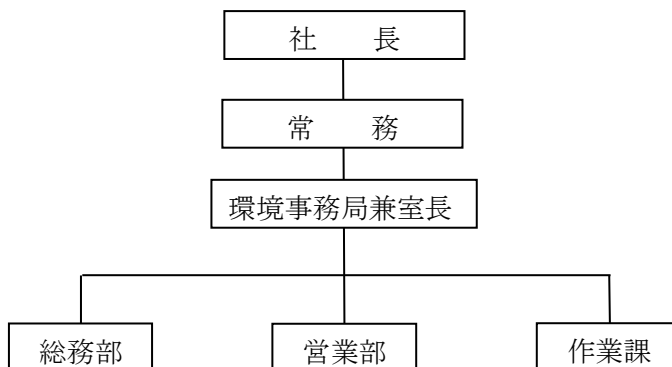 社　　長
常　　務
環境事務局兼室長
総務部
営業部
作業課